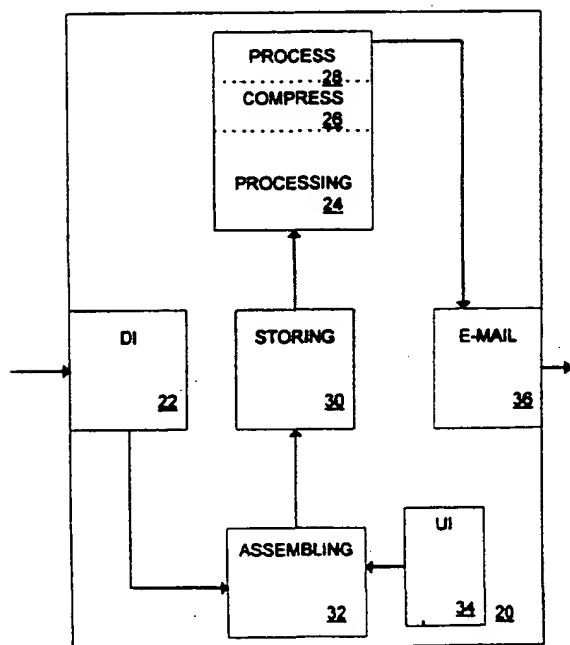 PROCESS
28
COMPRESS
26
PROCESSING
24
DI
22
STORING
30
E-MAIL
36
ASSEMBLING
32
UI
34
20